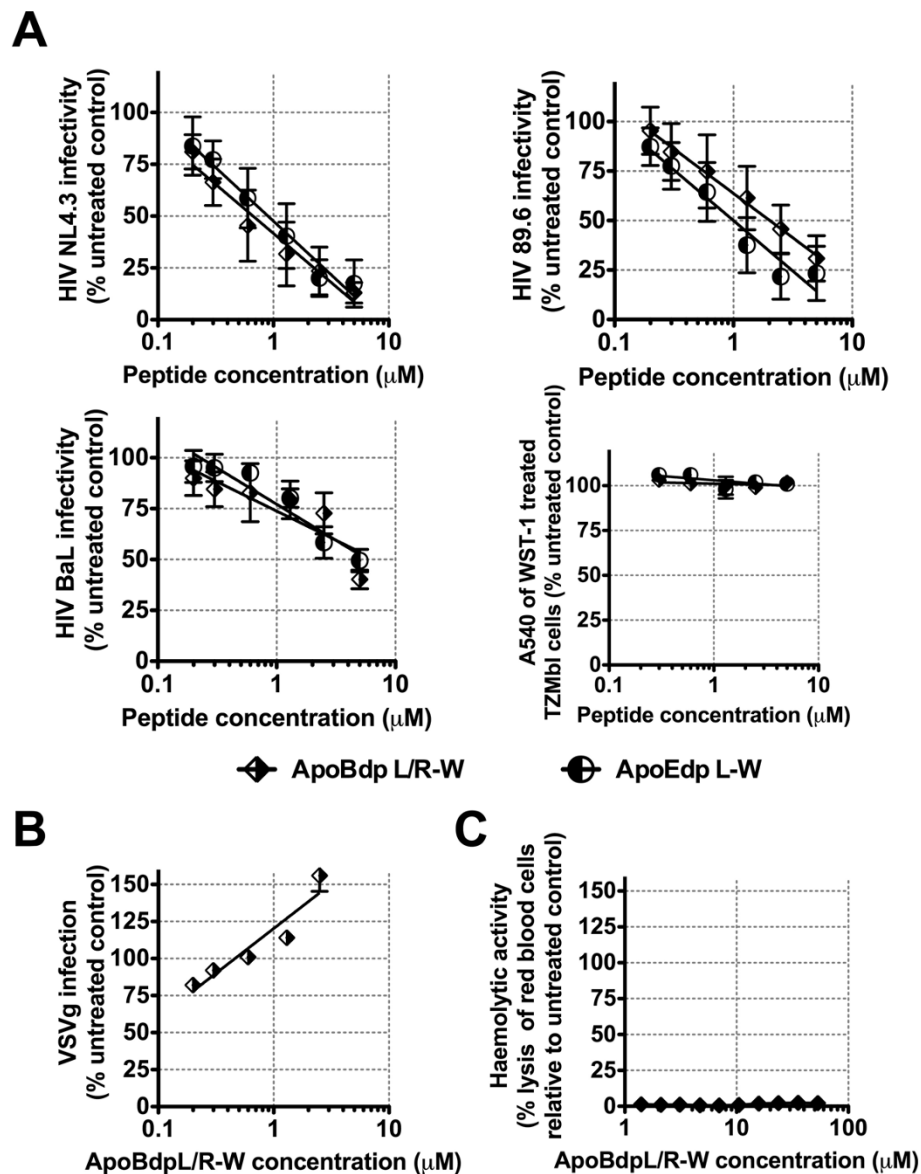 A
HIV NL4.3 infectivity
(% untreated control)
100
75
50
25
0
0.1
1
10
Peptide concentration (μM)
HIV 89.6 infectivity
(% untreated control)
100
75
50
25
0
0.1
1
10
Peptide concentration (μM)
HIV BaL infectivity
(% untreated control)
100
75
50
25
0
0.1
1
10
Peptide concentration (μM)
A540 of WST-1 treated
TZMbl cells (% untreated control)
100
75
50
25
0
0.1
1
10
Peptide concentration (μM)
ApoBdp L/R-W
ApoEdp L-W
B
VSVg infection
(% untreated control)
150
125
100
75
50
25
0
0.1
1
10
ApoBdpL/R-W concentration (μM)
C
Haemolytic activity
(% lysis of red blood cells
relative to untreated control)
150
125
100
75
50
25
0
1
10
100
ApoBdpL/R-W concentration (μM)